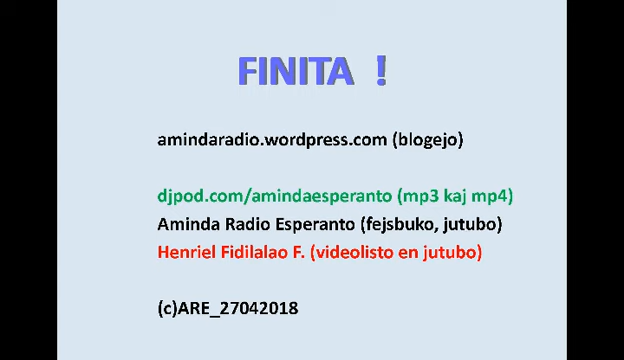 FINITA !
amindaradio.wordpress.com (blogejo)
djpod.com/amindaesperanto (mp3 kaj mp4)
Aminda Radio Esperanto (fejsbuko, jutubo)
Henriel Fidilalao F. (videolisto en jutubo)
(c)ARE_27042018